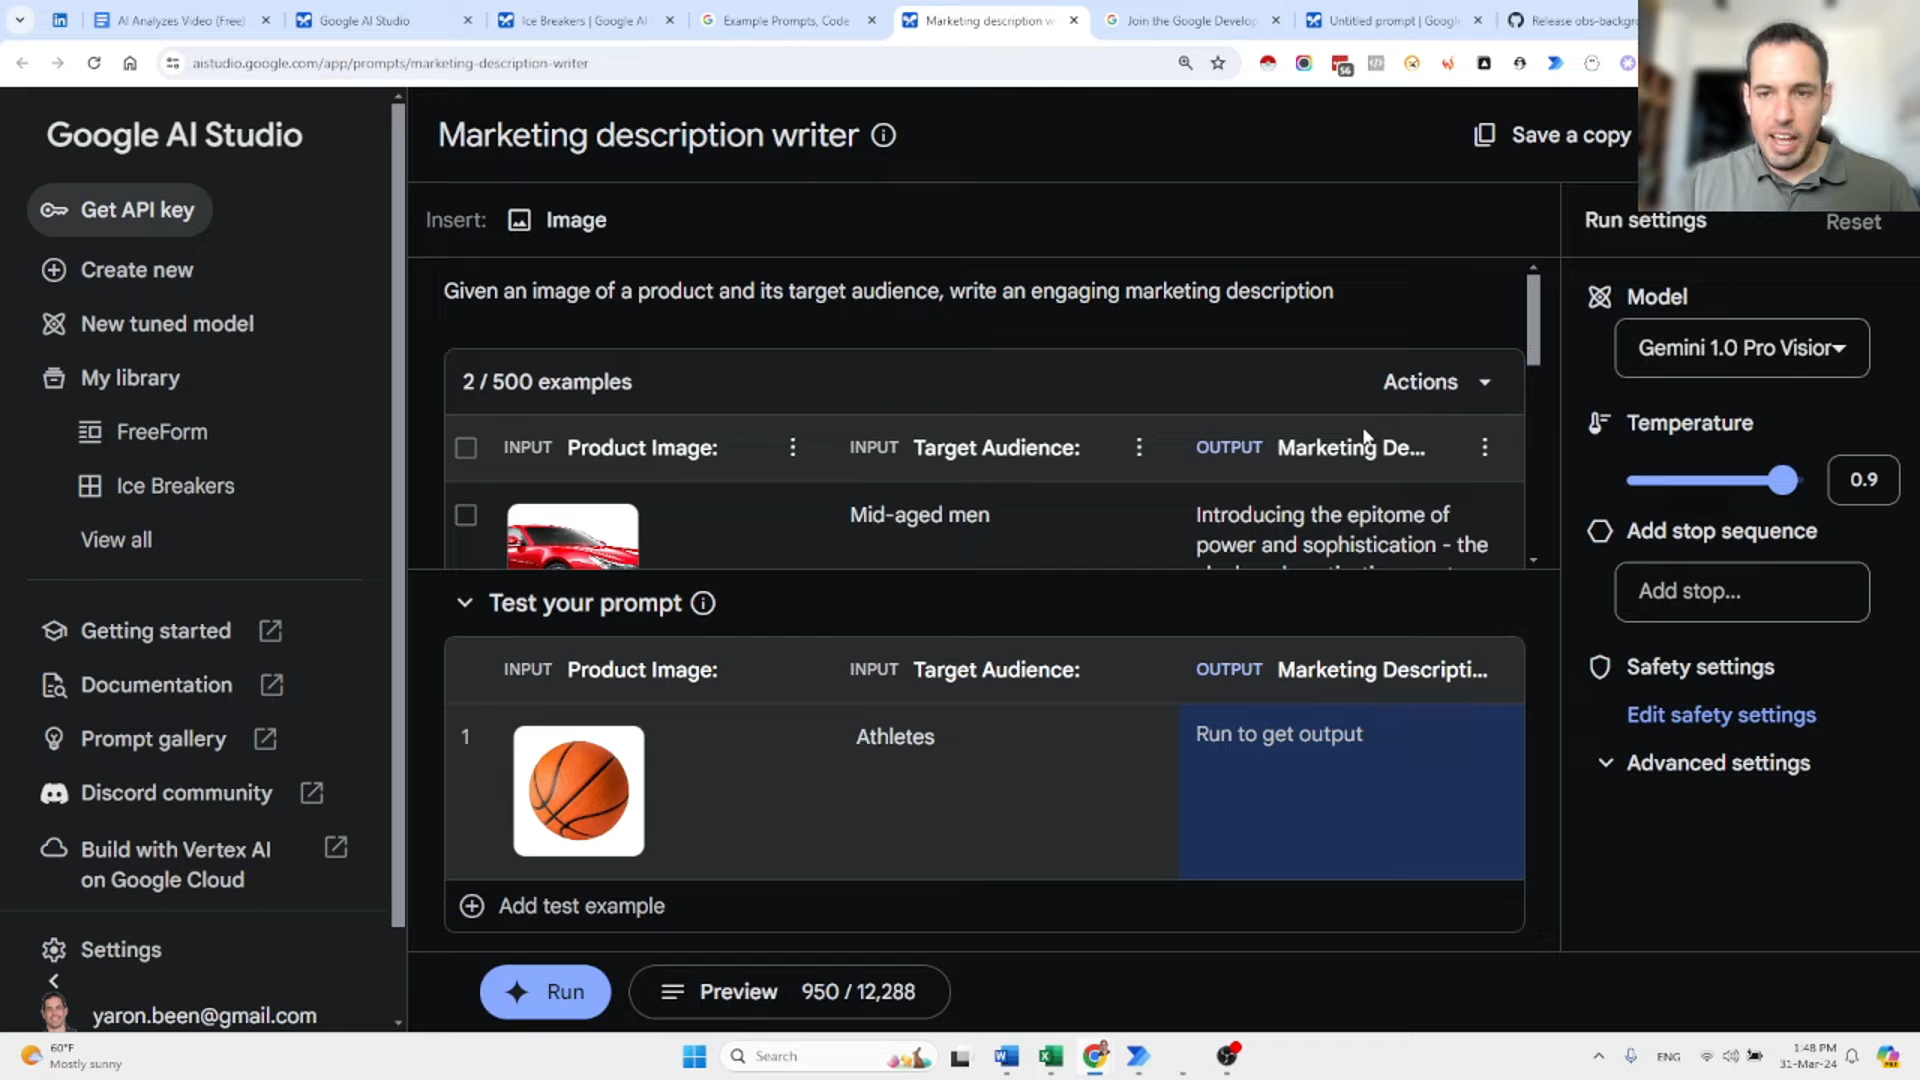 AI Analyzes Video (Free)
Google AI Studio
Ice Breakers | Google AI
Example Prompts, Code
Marketing description w
Join the Google Develop
Untitled prompt | Google
Release obs-backgr
aistudio.google.com/app/prompts/marketing-description-writer
56
Google AI Studio
Get API key
Create new
New tuned model
My library
FreeForm
Ice Breakers
View all
Getting started
Documentation
Prompt gallery
Discord community
Build with Vertex AI
on Google Cloud
Settings
yaron.been@gmail.com
Marketing description writer
Save a copy
Insert: Image
Given an image of a product and its target audience, write an engaging marketing description
2 / 500 examples
Actions
INPUT Product Image:
INPUT Target Audience:
OUTPUT Marketing De...
Mid-aged men
Introducing the epitome of
power and sophistication - the
Test your prompt
INPUT Product Image:
INPUT Target Audience:
OUTPUT Marketing Descripti...
1
Athletes
Run to get output
Add test example
Run
Preview 950 / 12,288
Run settings
Reset
Model
Gemini 1.0 Pro Vision
Temperature
0.9
Add stop sequence
Add stop...
Safety settings
Edit safety settings
Advanced settings
60°F
Mostly sunny
Search
ENG
1:48 PM
31-Mar-24